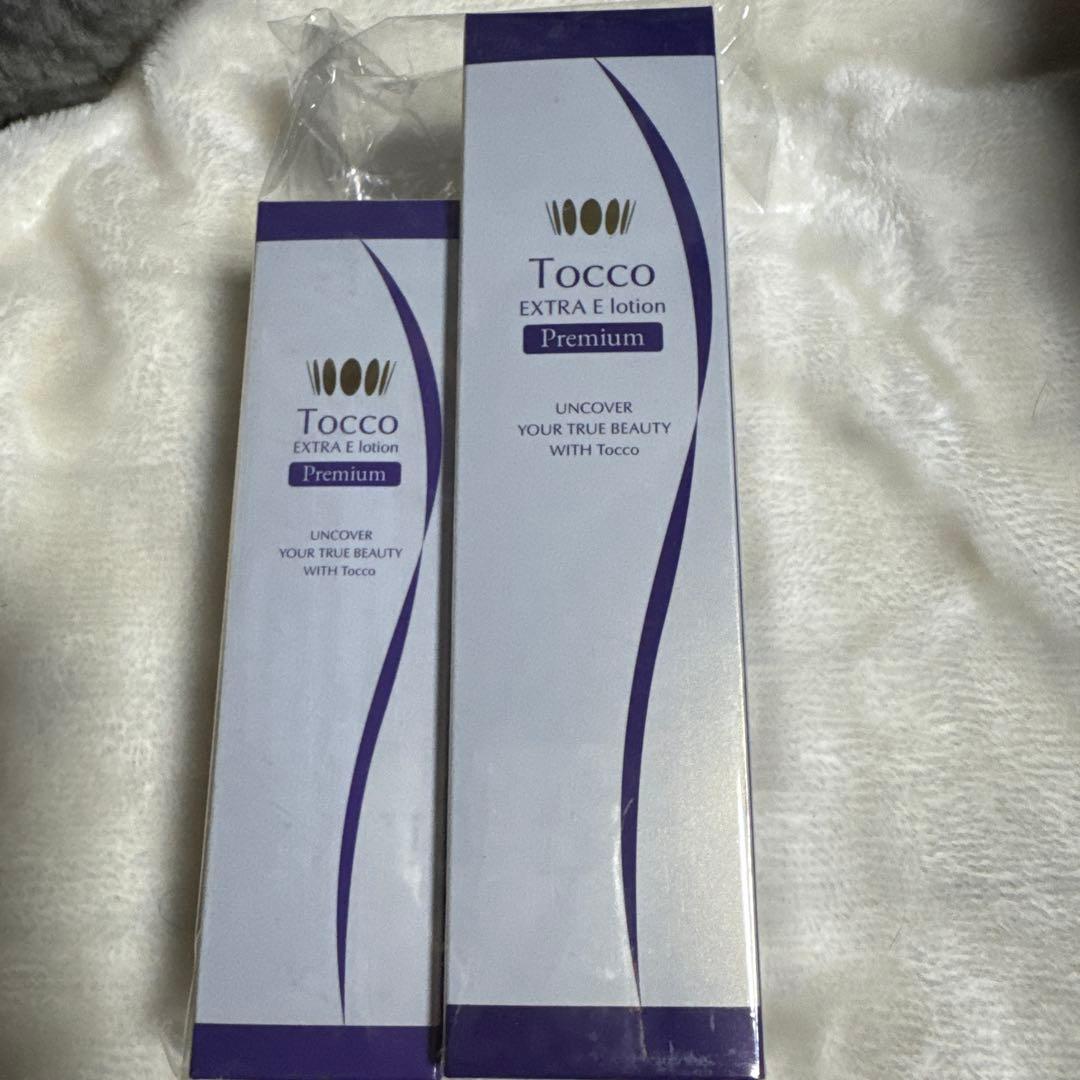 Tocco
EXTRA E lotion
Premium
UNCOVER
YOUR TRUE BEAUTY
WITH Tocco
Tocco
EXTRA E lotion
Premium
UNCOVER
YOUR TRUE BEAUTY
WITH Tocco